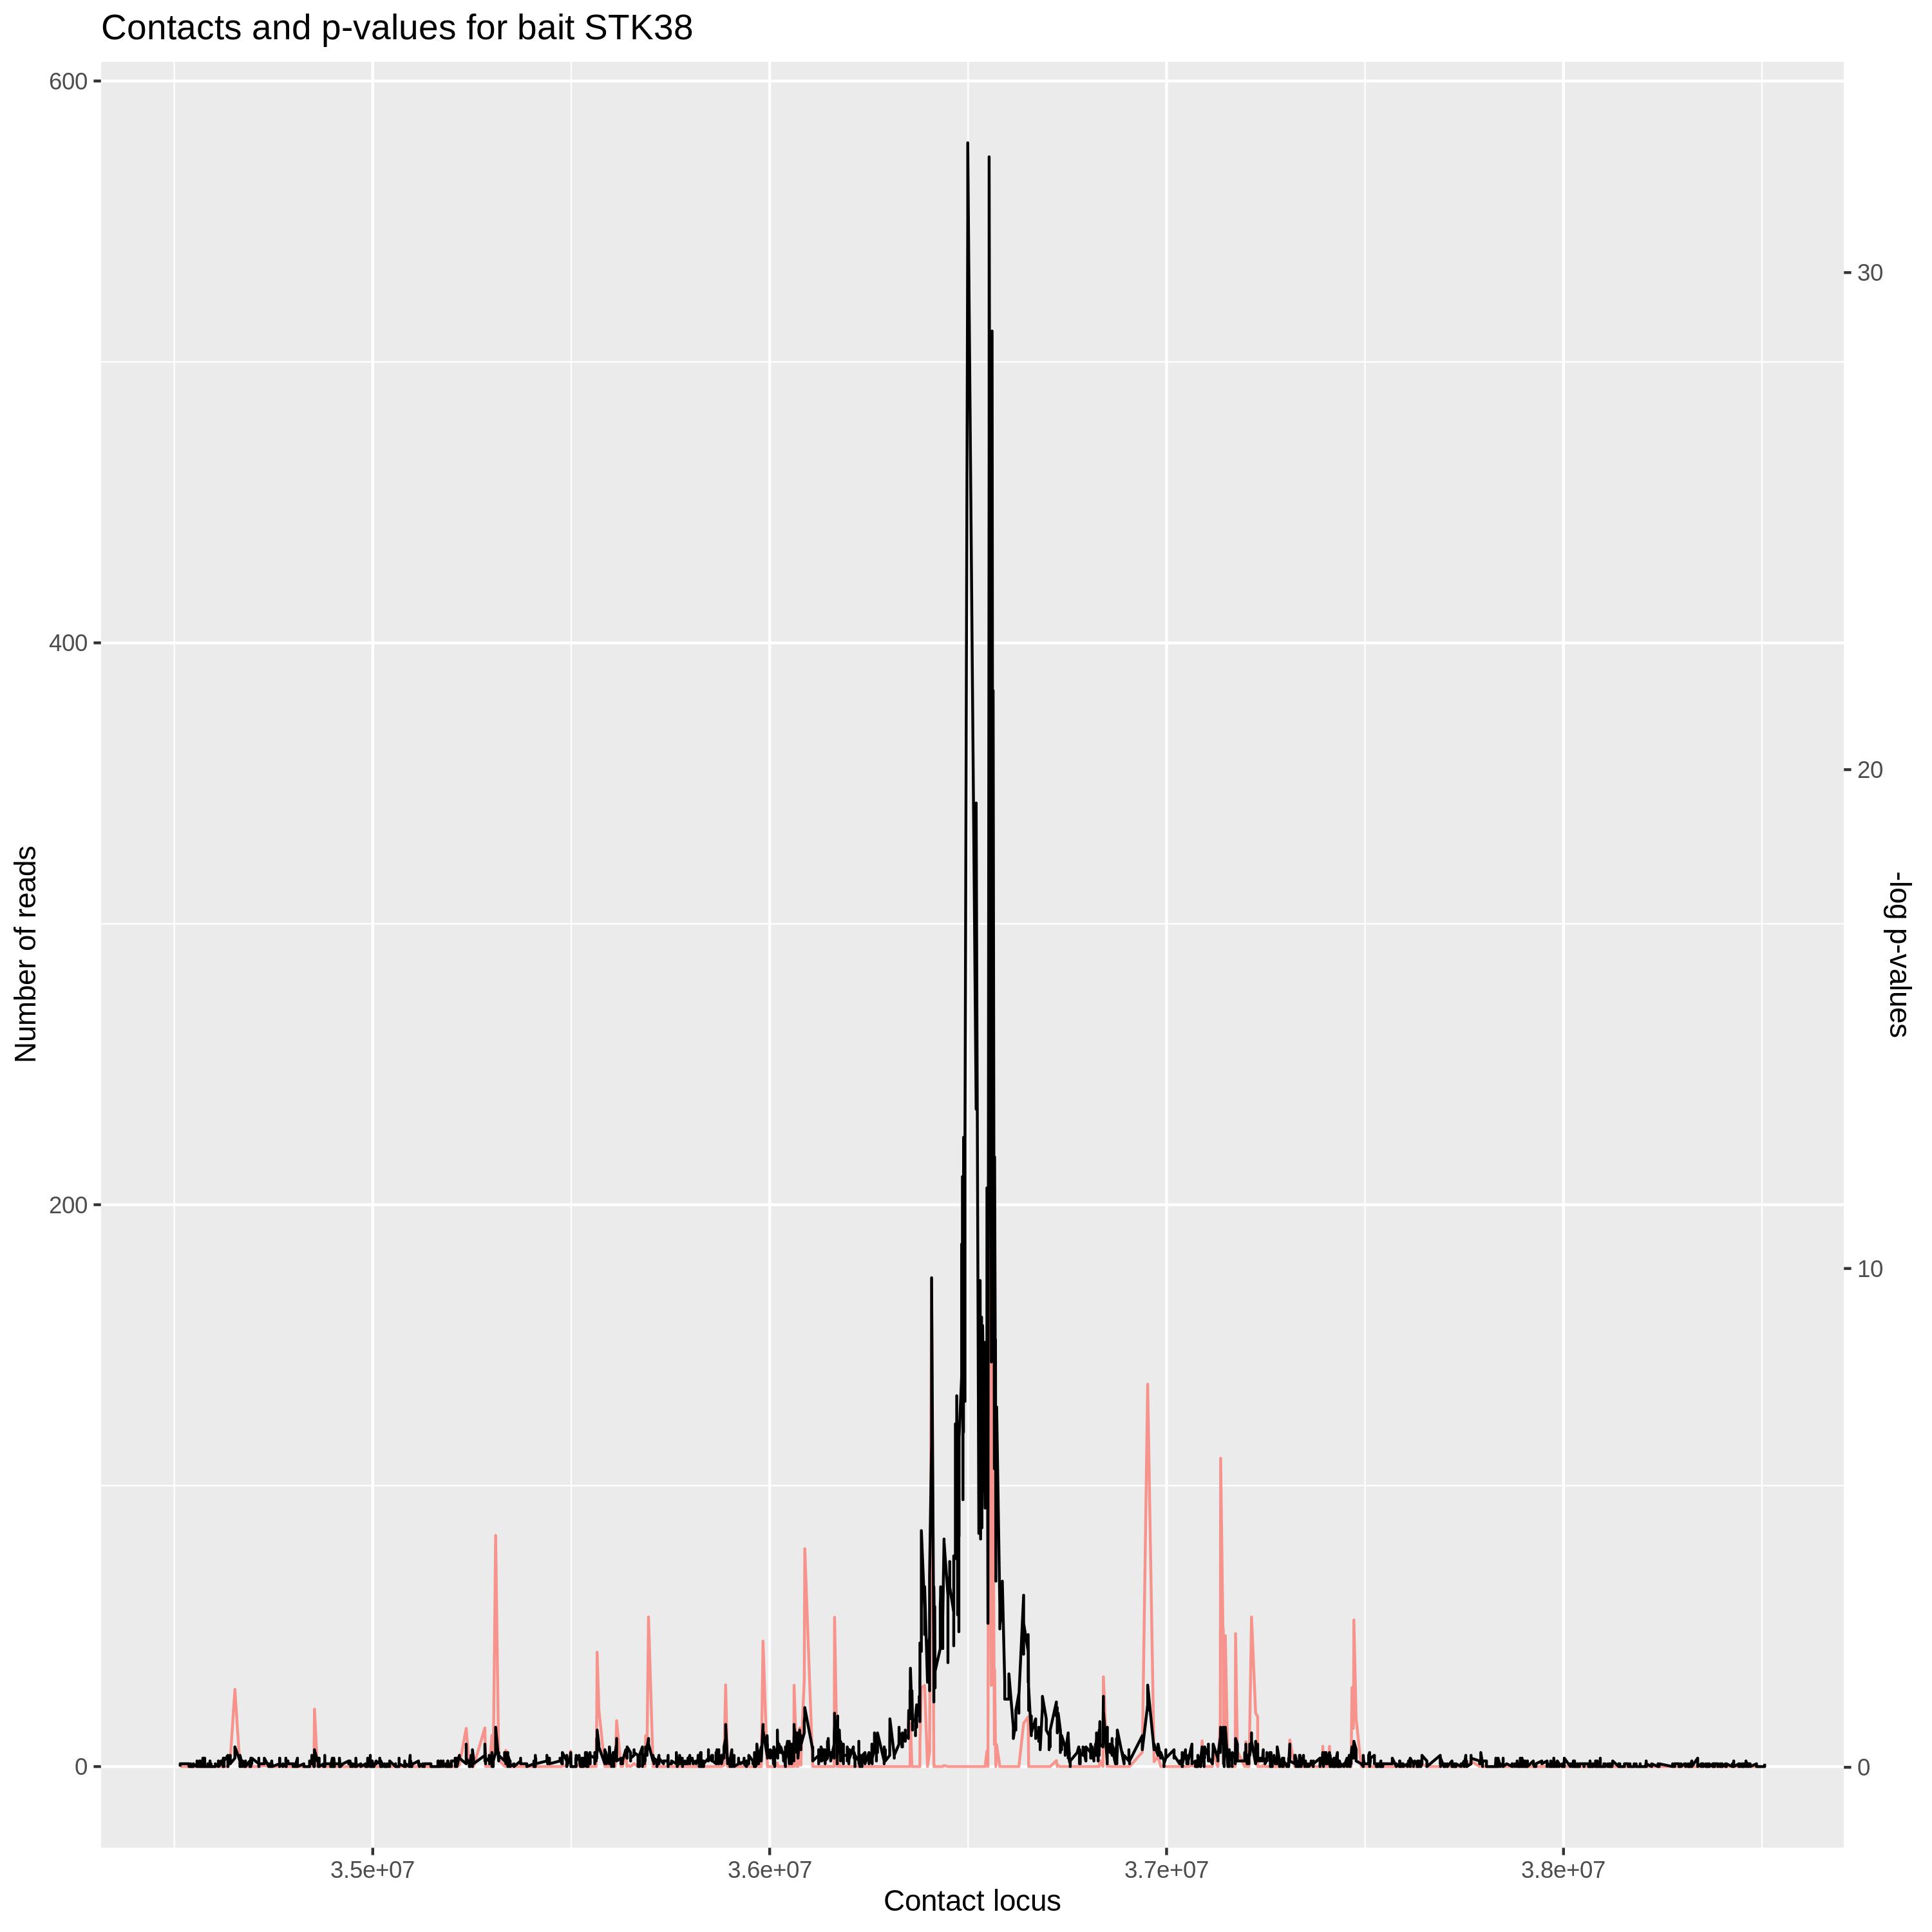 Contacts and p-values for bait STK38
600
400
200
0
Number of reads
30
20
10
0
-log p-values
3.5e+07
3.6e+07
3.7e+07
3.8e+07
Contact locus